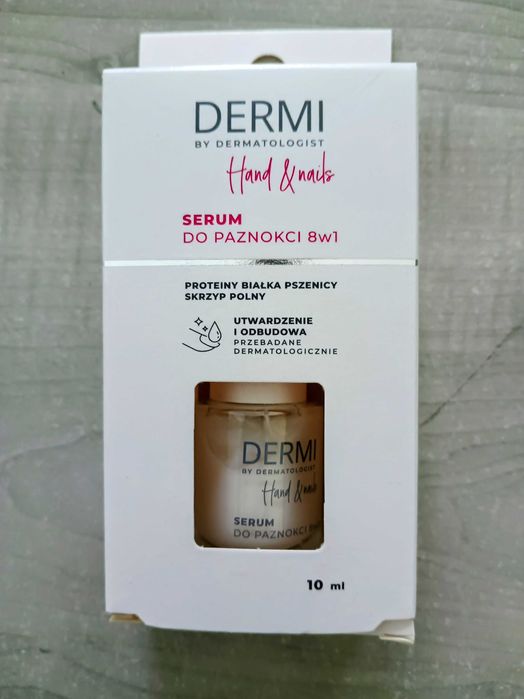 DERMI
BY DERMATOLOGIST
Hand & nails
SERUM
DO PAZNOKCI 8w1
PROTEINY BIAŁKA PSZENICY
SKRZYP POLNY
UTWARDZENIE
I ODBUDOWA
PRZEBADANE
DERMATOLOGICZNIE
DERMI
BY DERMATOLOGIST
Hand & nails
SERUM
DO PAZNOKCI 8w
10 ml